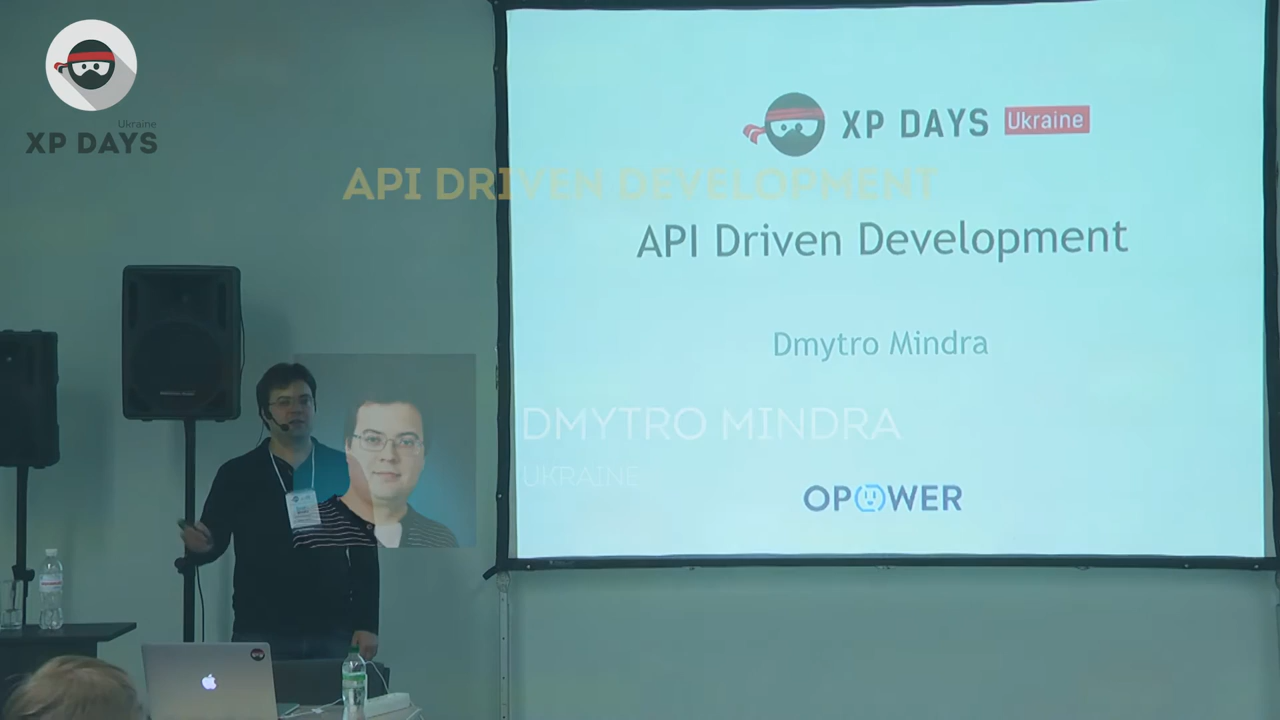 Ukraine
XP DAYS
XP DAYS Ukraine
API DRIVEN DEVELOPMENT
API Driven Development
Dmytro Mindra
DMYTRO MINDRA
UKRAINE
OPOWER